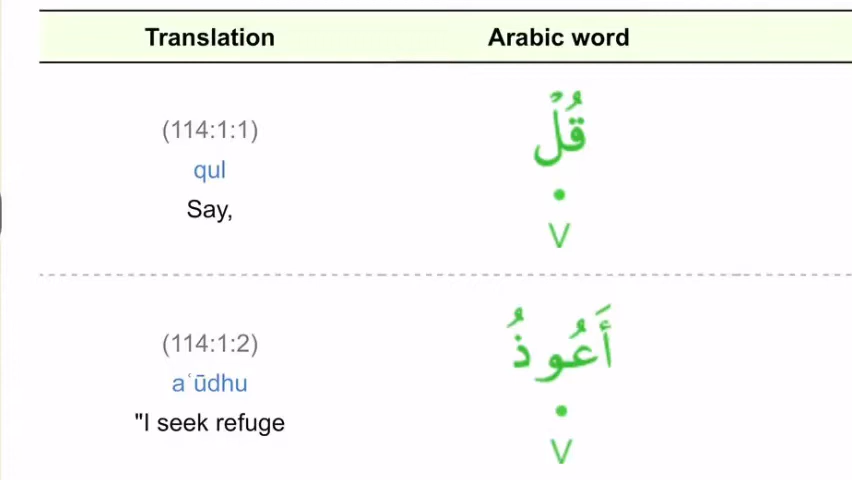 Translation Arabic word
(114:1:1)
qul
Say,
قُلْ
V
(114:1:2)
aʿūdhu
"I seek refuge
أَعُوذُ
V